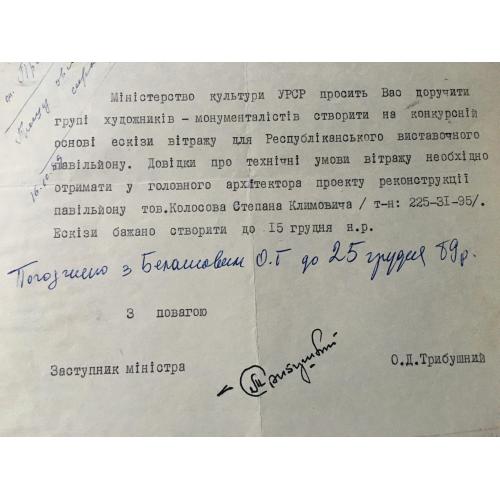 Прошу
Міністерство культури УРСР просить Вас доручити
групі художників - монументалістів створити на конкурсній
основі ескізи вітражу для Республіканського виставочного
павільйону. Довідки про технічні умови вітражу необхідно
отримати у головного архітектора проекту реконструкції
павільйону тов.Колосова Степана Климовича / т-н: 225-31-95/.
Ескізи бажано створити до 15 грудня н.р.
Погоджено з О.Г до 25 грудня 89р.
З повагою
Заступник міністра О.Д.Трибушний